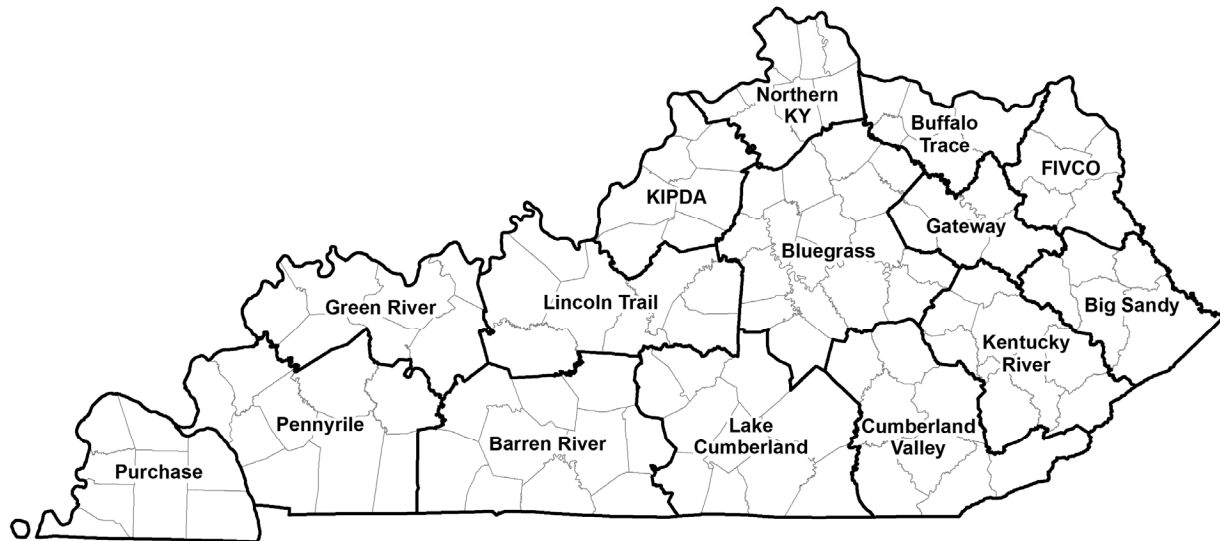 Northern
KY
Buffalo
Trace
FIVCO
KIPDA
Gateway
Bluegrass
Green River
Lincoln Trail
Big Sandy
Kentucky
River
Pennyrile
Barren River
Lake
Cumberland
Cumberland
Valley
Purchase